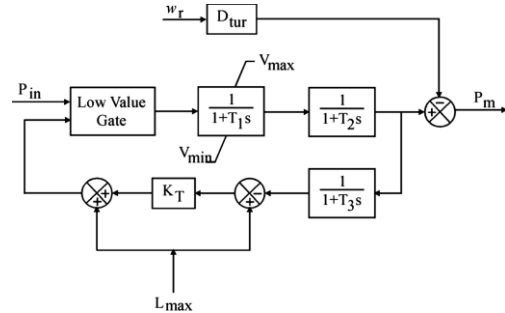 w_r
D_tur
V_max
P_in
Low Value
Gate
1
1+T_1s
1
1+T_2s
−
+
P_m
V_min
+
+
K_T
−
+
1
1+T_3s
L_max